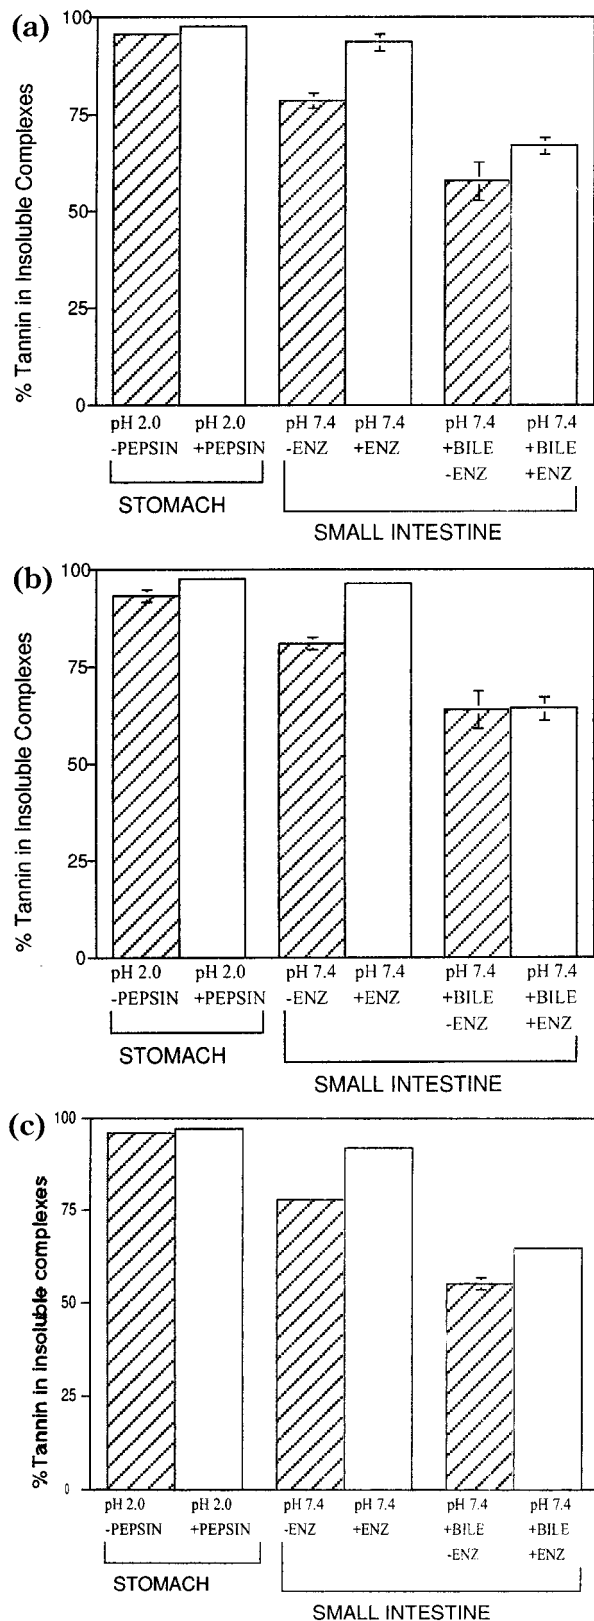 (a)
% Tannin in Insoluble Complexes
100
75
50
25
0
pH 2.0 pH 2.0 pH 7.4 pH 7.4 pH 7.4 pH 7.4
-PEPSIN +PEPSIN -ENZ +ENZ +BILE +BILE
-ENZ +ENZ
STOMACH
SMALL INTESTINE
(b)
% Tannin in Insoluble Complexes
100
75
50
25
0
pH 2.0 pH 2.0 pH 7.4 pH 7.4 pH 7.4 pH 7.4
-PEPSIN +PEPSIN -ENZ +ENZ +BILE +BILE
-ENZ +ENZ
STOMACH
SMALL INTESTINE
(c)
%Tannin in insoluble complexes
100
75
50
25
0
pH 2.0 pH 2.0 pH 7.4 pH 7.4 pH 7.4 pH 7.4
-PEPSIN +PEPSIN -ENZ +ENZ +BILE +BILE
-ENZ +ENZ
STOMACH
SMALL INTESTINE